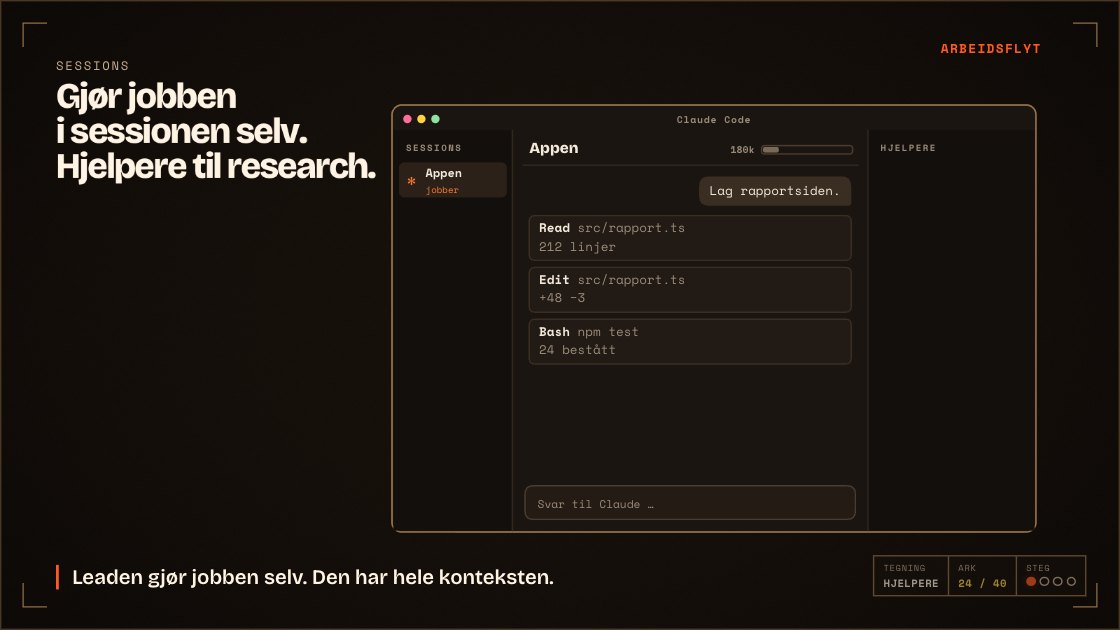 ARBEIDSFLYT
SESSIONS
Gjør jobben
i sessionen selv.
Hjelpere til research.
Claude Code
SESSIONS
* Appen
jobber
Appen
180k
Lag rapportsiden.
Read src/rapport.ts
212 linjer
Edit src/rapport.ts
+48 −3
Bash npm test
24 bestått
Svar til Claude …
HJELPERE
Leaden gjør jobben selv. Den har hele konteksten.
TEGNING
HJELPERE
ARK
24 / 40
STEG